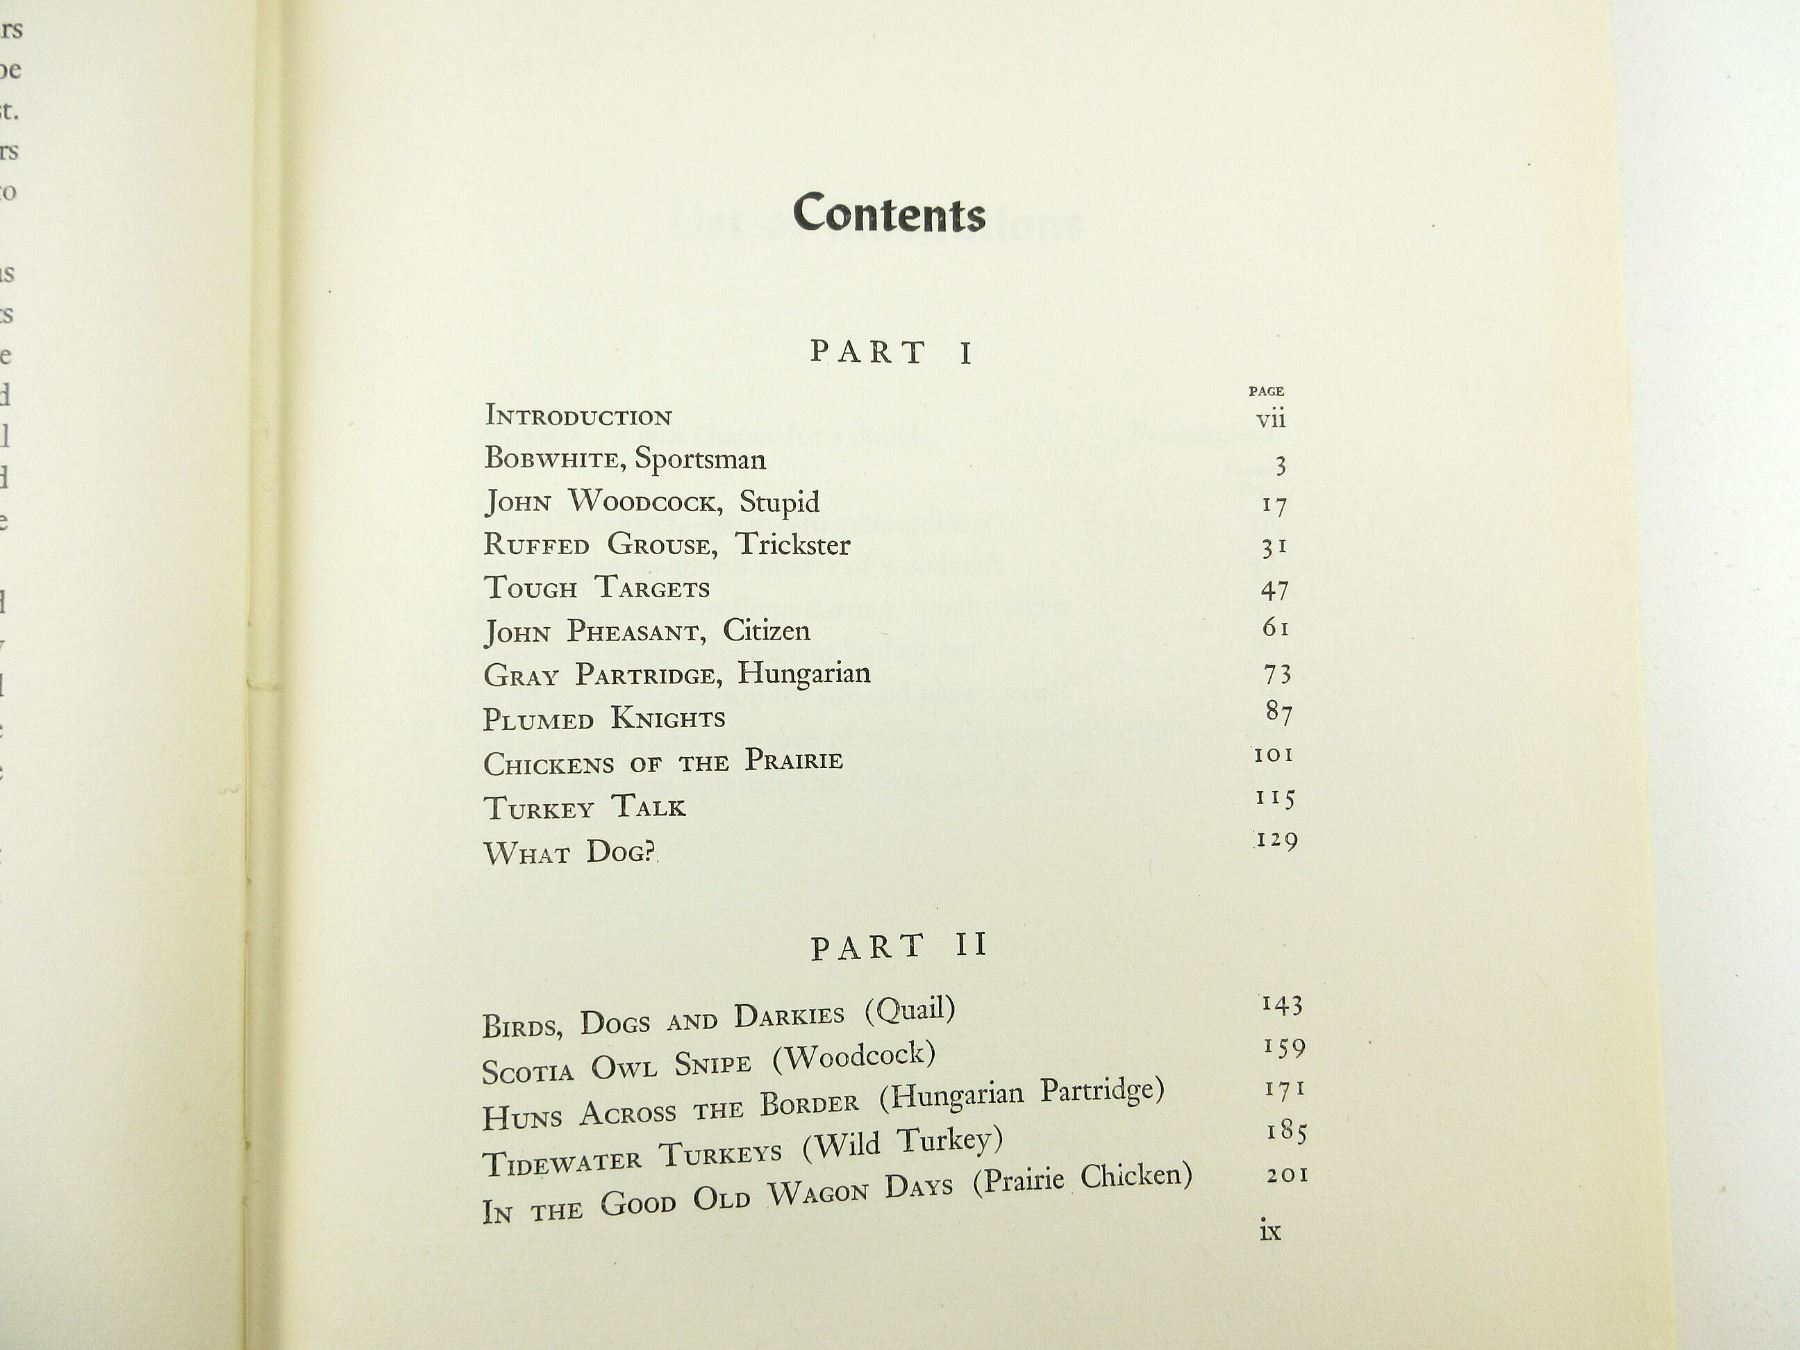 Contents
PART I
PAGE
Introduction vii
Bobwhite, Sportsman 3
John Woodcock, Stupid 17
Ruffed Grouse, Trickster 31
Tough Targets 47
John Pheasant, Citizen 61
Gray Partridge, Hungarian 73
Plumed Knights 87
Chickens of the Prairie 101
Turkey Talk 115
What Dog? 129
PART II
Birds, Dogs and Darkies (Quail) 143
Scotia Owl Snipe (Woodcock) 159
Huns Across the Border (Hungarian Partridge) 171
Tidewater Turkeys (Wild Turkey) 185
In the Good Old Wagon Days (Prairie Chicken) 201
ix